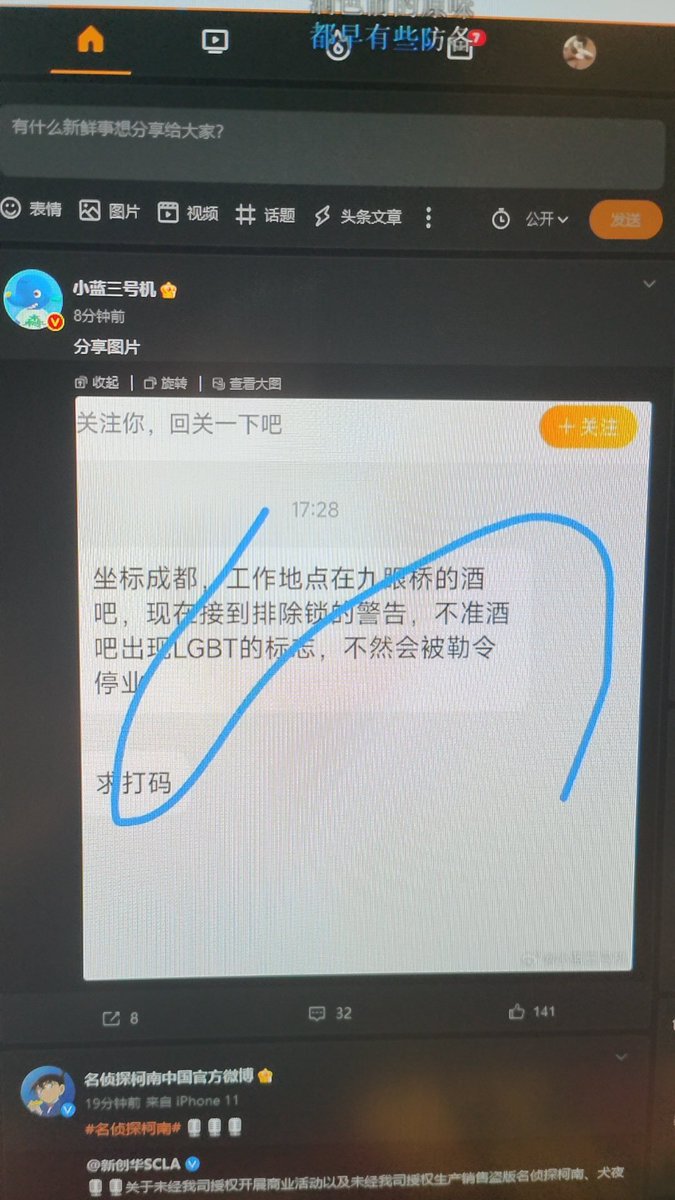 都早有些防备
7
有什么新鲜事想分享给大家?
表情 图片 视频 话题 头条文章 公开 发送
小蓝三号机
8分钟前
分享图片
收起 旋转 查看大图
关注你，回关一下吧
+关注
17:28
坐标成都，工作地点在九眼桥的酒
吧，现在接到排除锁的警告，不准酒
吧出现LGBT的标志，不然会被勒令
停业
求打码
8 32 141
名侦探柯南中国官方微博
19分钟前 来自 iPhone 11
#名侦探柯南#
@新创华SCLA
关于未经我司授权开展商业活动以及未经我司授权生产销售盗版名侦探柯南、犬夜